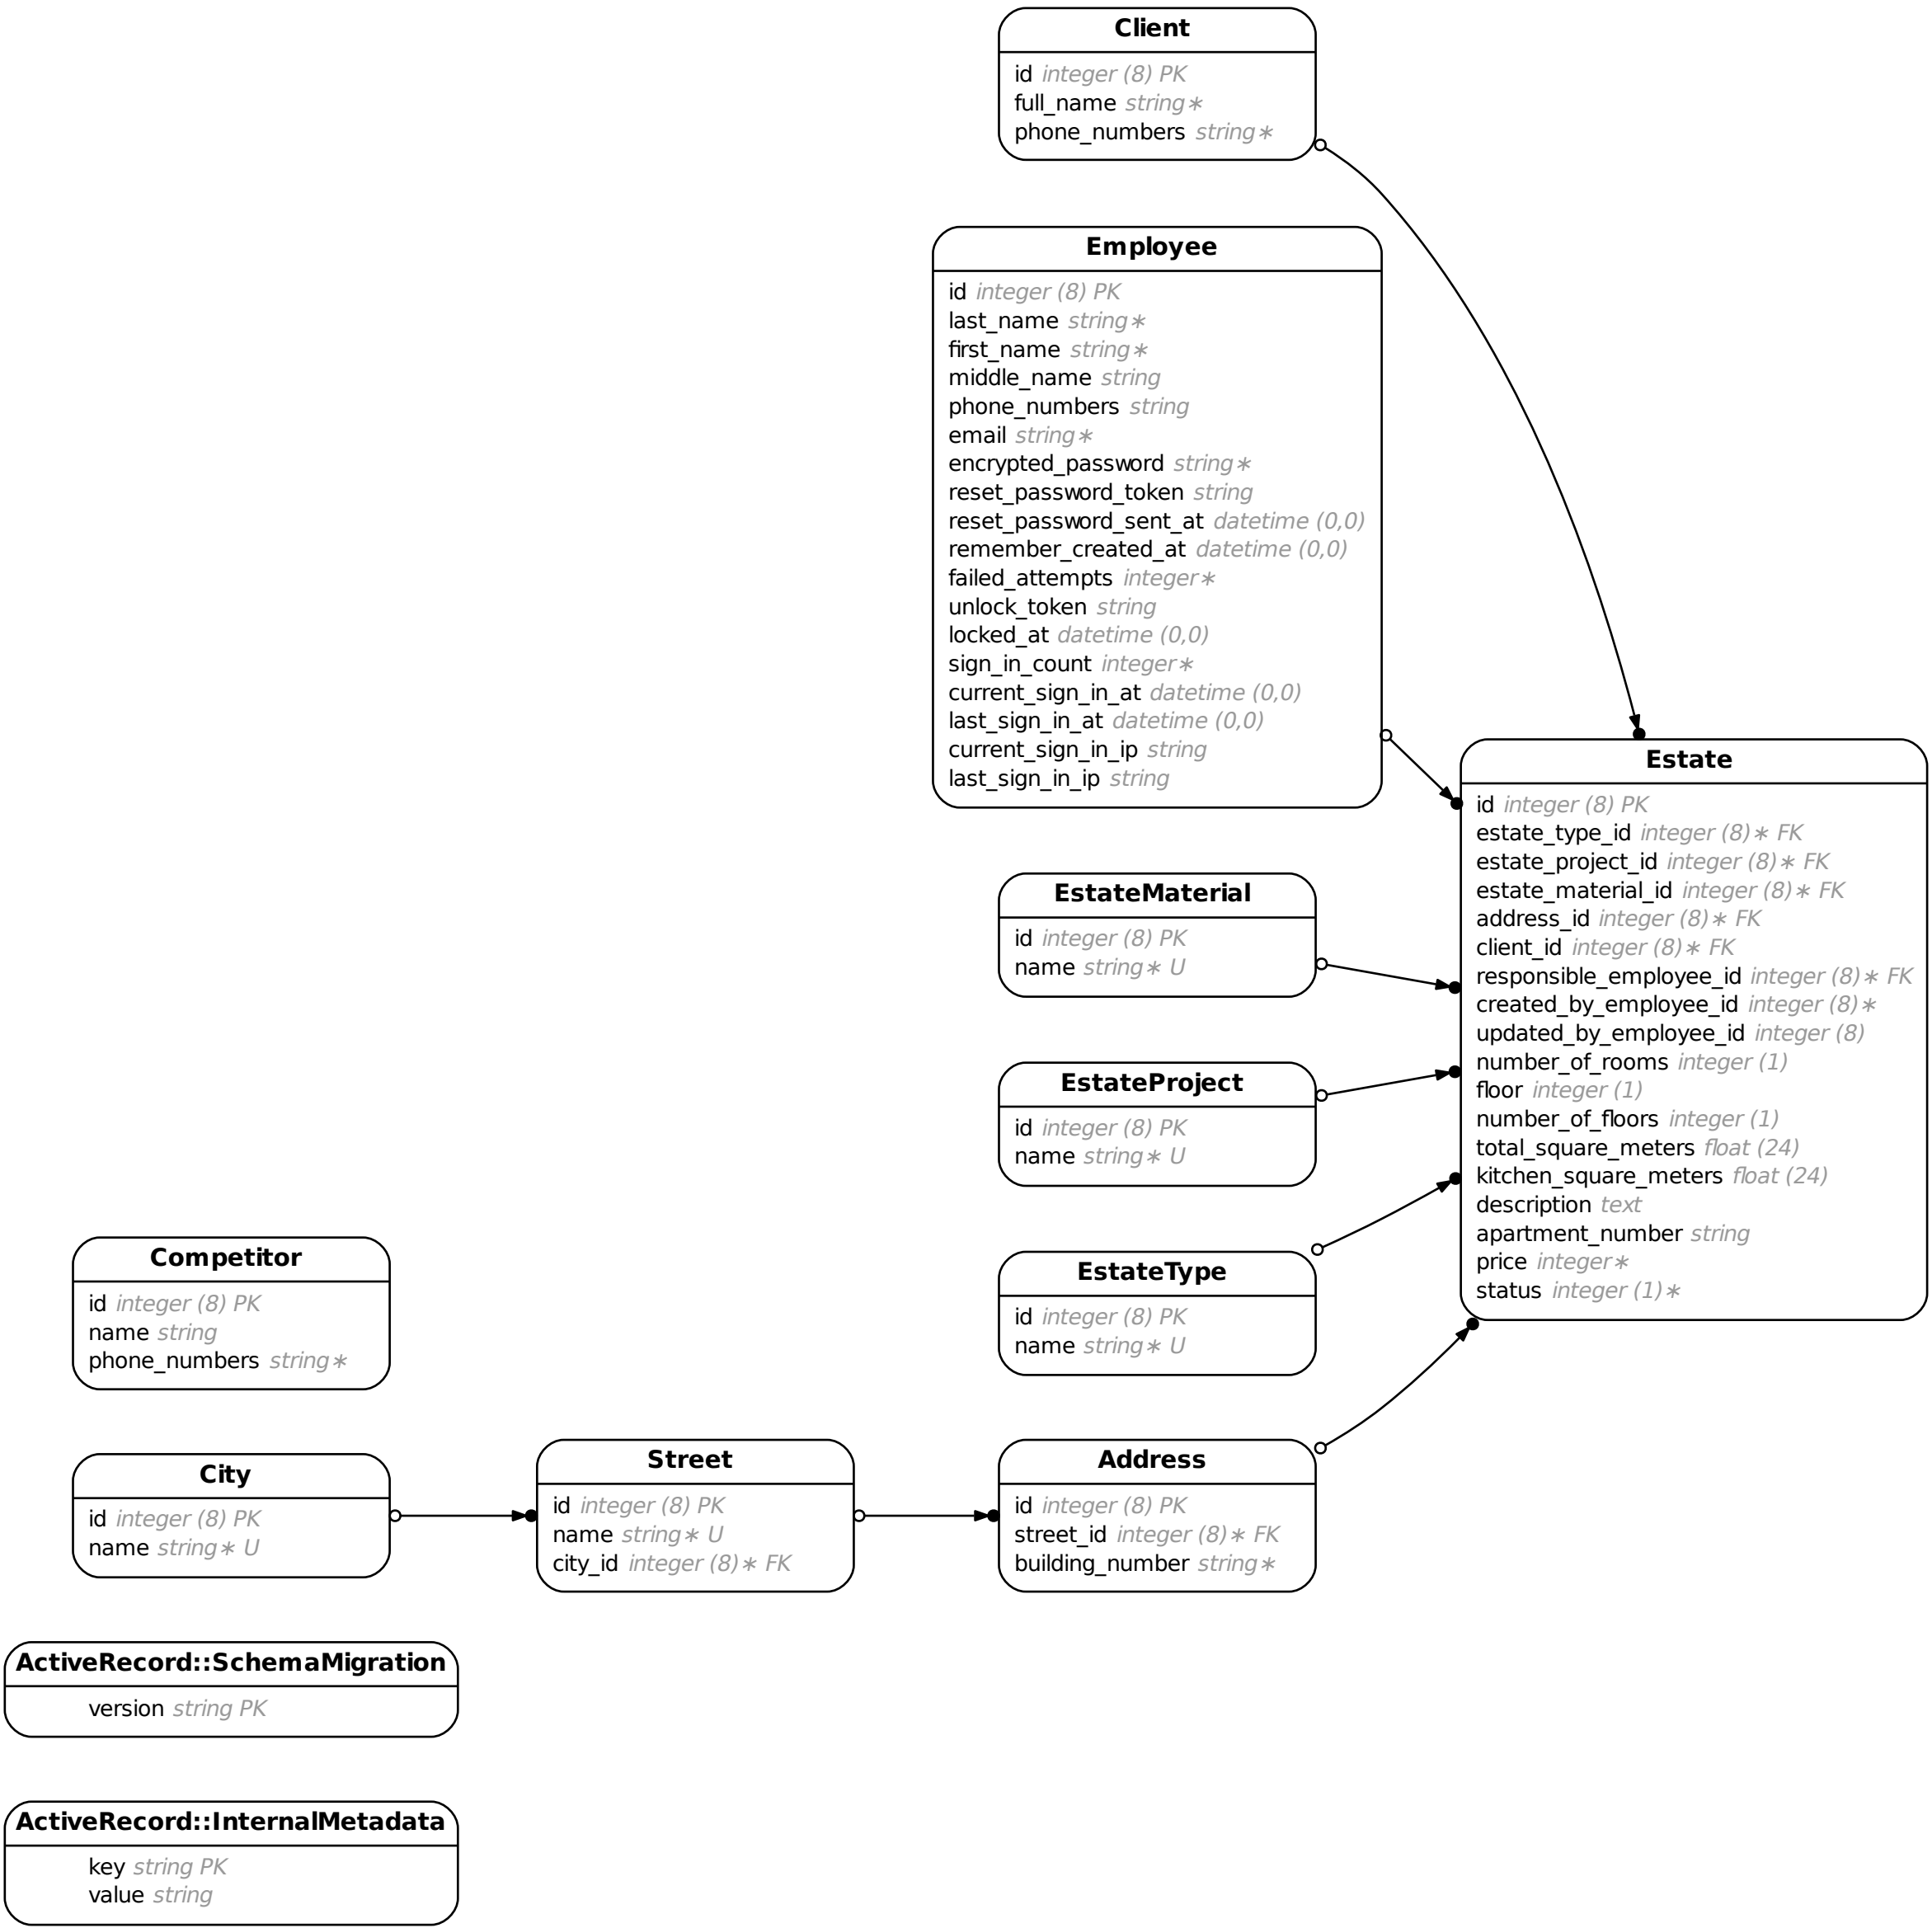 Client
id integer (8) PK
full_name string∗
phone_numbers string∗
Employee
id integer (8) PK
last_name string∗
first_name string∗
middle_name string
phone_numbers string
email string∗
encrypted_password string∗
reset_password_token string
reset_password_sent_at datetime (0,0)
remember_created_at datetime (0,0)
failed_attempts integer∗
unlock_token string
locked_at datetime (0,0)
sign_in_count integer∗
current_sign_in_at datetime (0,0)
last_sign_in_at datetime (0,0)
current_sign_in_ip string
last_sign_in_ip string
Estate
id integer (8) PK
estate_type_id integer (8)∗ FK
estate_project_id integer (8)∗ FK
estate_material_id integer (8)∗ FK
address_id integer (8)∗ FK
client_id integer (8)∗ FK
responsible_employee_id integer (8)∗ FK
created_by_employee_id integer (8)∗
updated_by_employee_id integer (8)
number_of_rooms integer (1)
floor integer (1)
number_of_floors integer (1)
total_square_meters float (24)
kitchen_square_meters float (24)
description text
apartment_number string
price integer∗
status integer (1)∗
EstateMaterial
id integer (8) PK
name string∗ U
EstateProject
id integer (8) PK
name string∗ U
EstateType
id integer (8) PK
name string∗ U
Competitor
id integer (8) PK
name string
phone_numbers string∗
City
id integer (8) PK
name string∗ U
Street
id integer (8) PK
name string∗ U
city_id integer (8)∗ FK
Address
id integer (8) PK
street_id integer (8)∗ FK
building_number string∗
ActiveRecord::SchemaMigration
version string PK
ActiveRecord::InternalMetadata
key string PK
value string